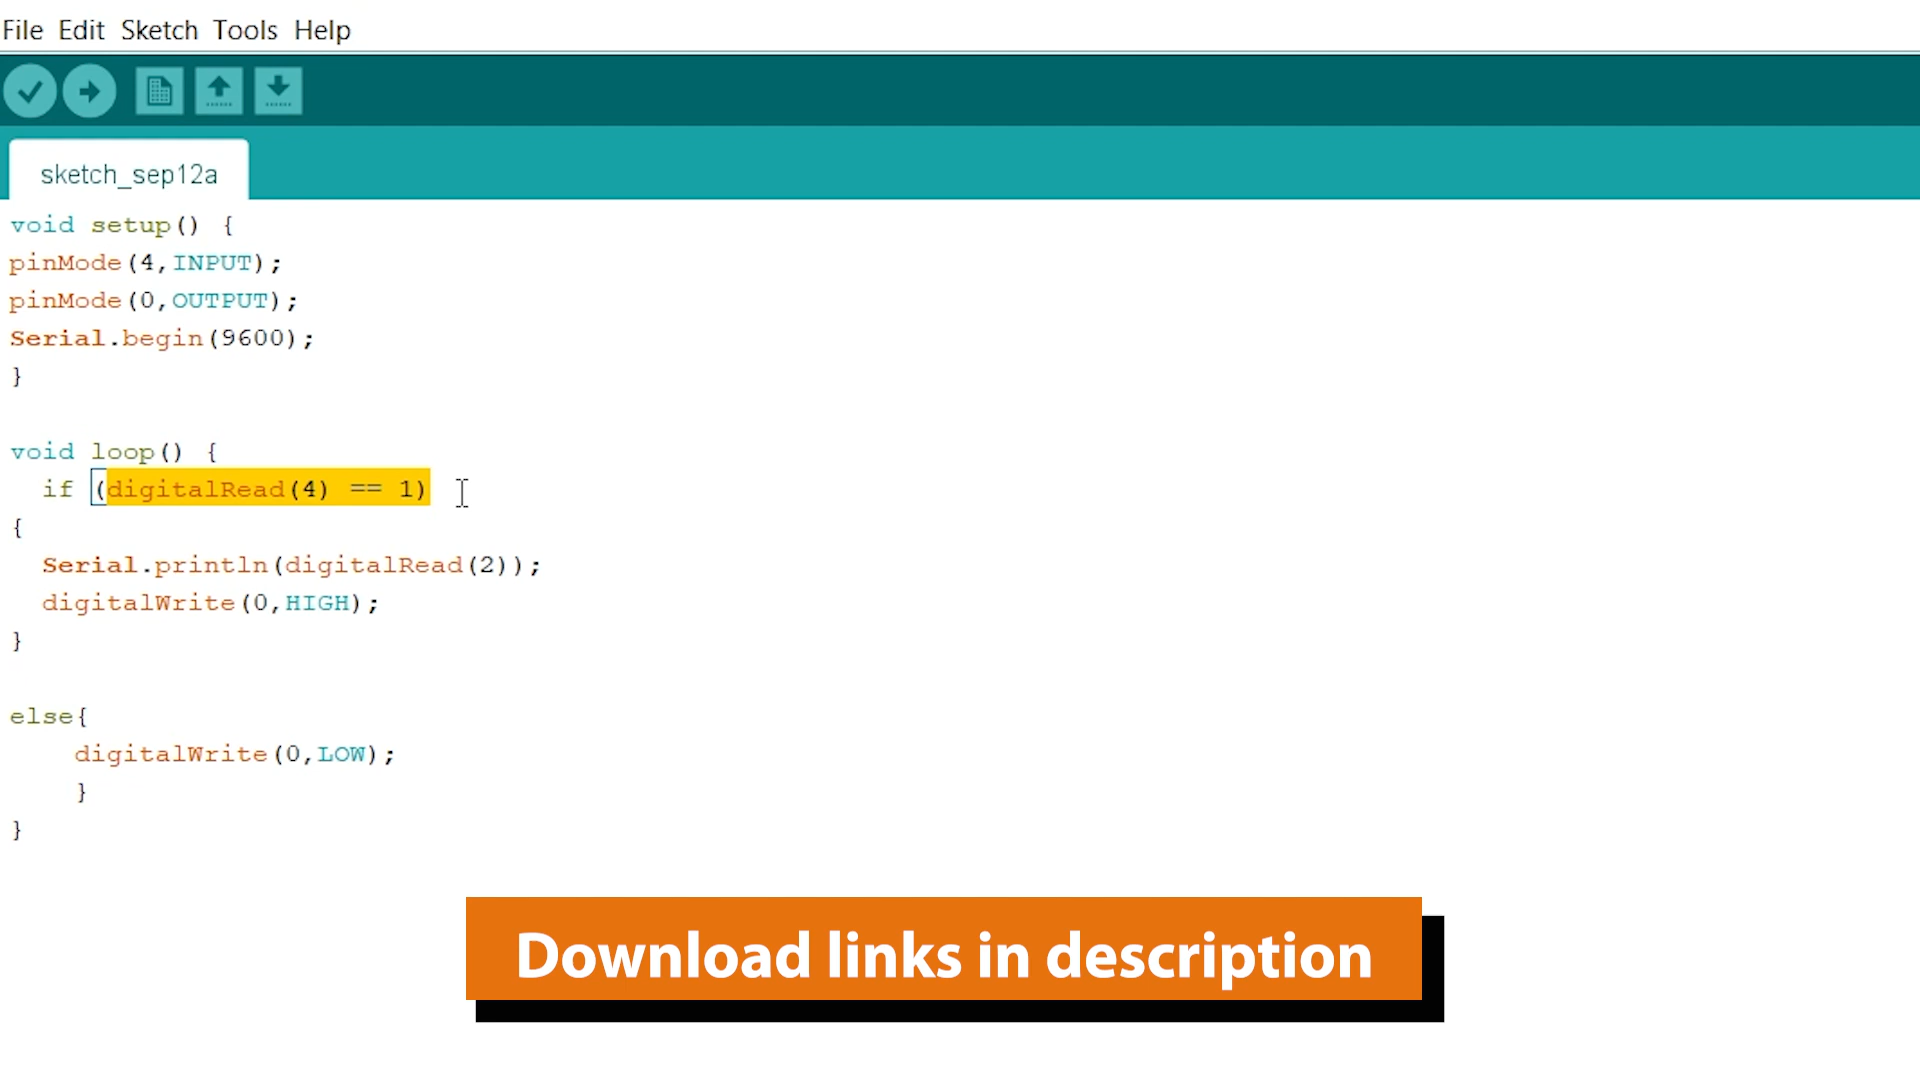 File Edit Sketch Tools Help
sketch_sep12a
void setup() {
pinMode(4,INPUT);
pinMode(0,OUTPUT);
Serial.begin(9600);
}
void loop() {
if (digitalRead(4) == 1)
{
Serial.println(digitalRead(2));
digitalWrite(0,HIGH);
}
else{
digitalWrite(0,LOW);
}
}
Download links in description